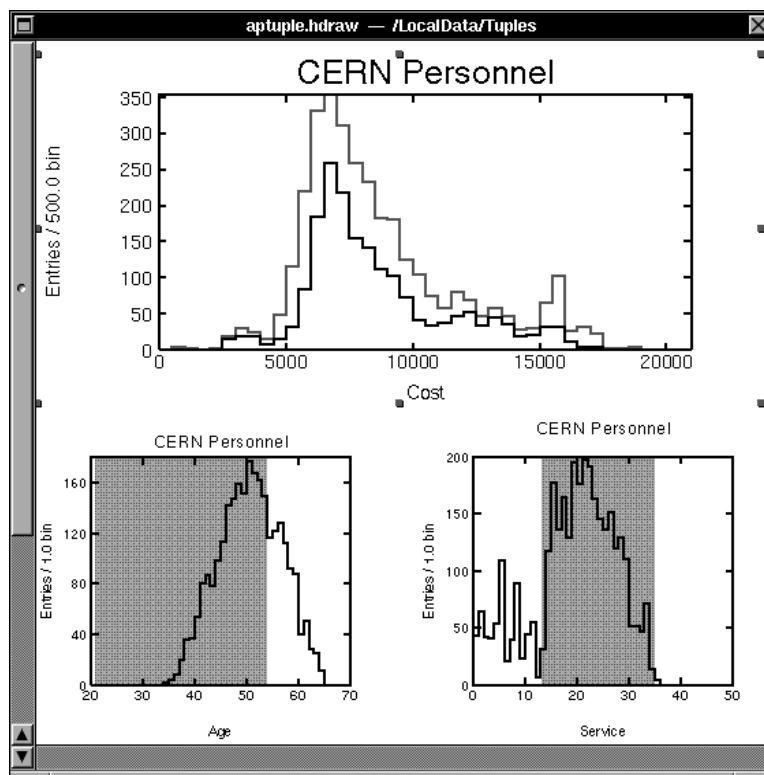 aptuple.hdraw — /LocalData/Tuples
CERN Personnel
Entries / 500.0 bin
350
300
250
200
150
100
50
0
0 5000 10000 15000 20000
Cost
CERN Personnel
Entries / 1.0 bin
160
120
80
40
0
20 30 40 50 60 70
Age
CERN Personnel
Entries / 1.0 bin
200
150
100
50
0
0 10 20 30 40 50
Service